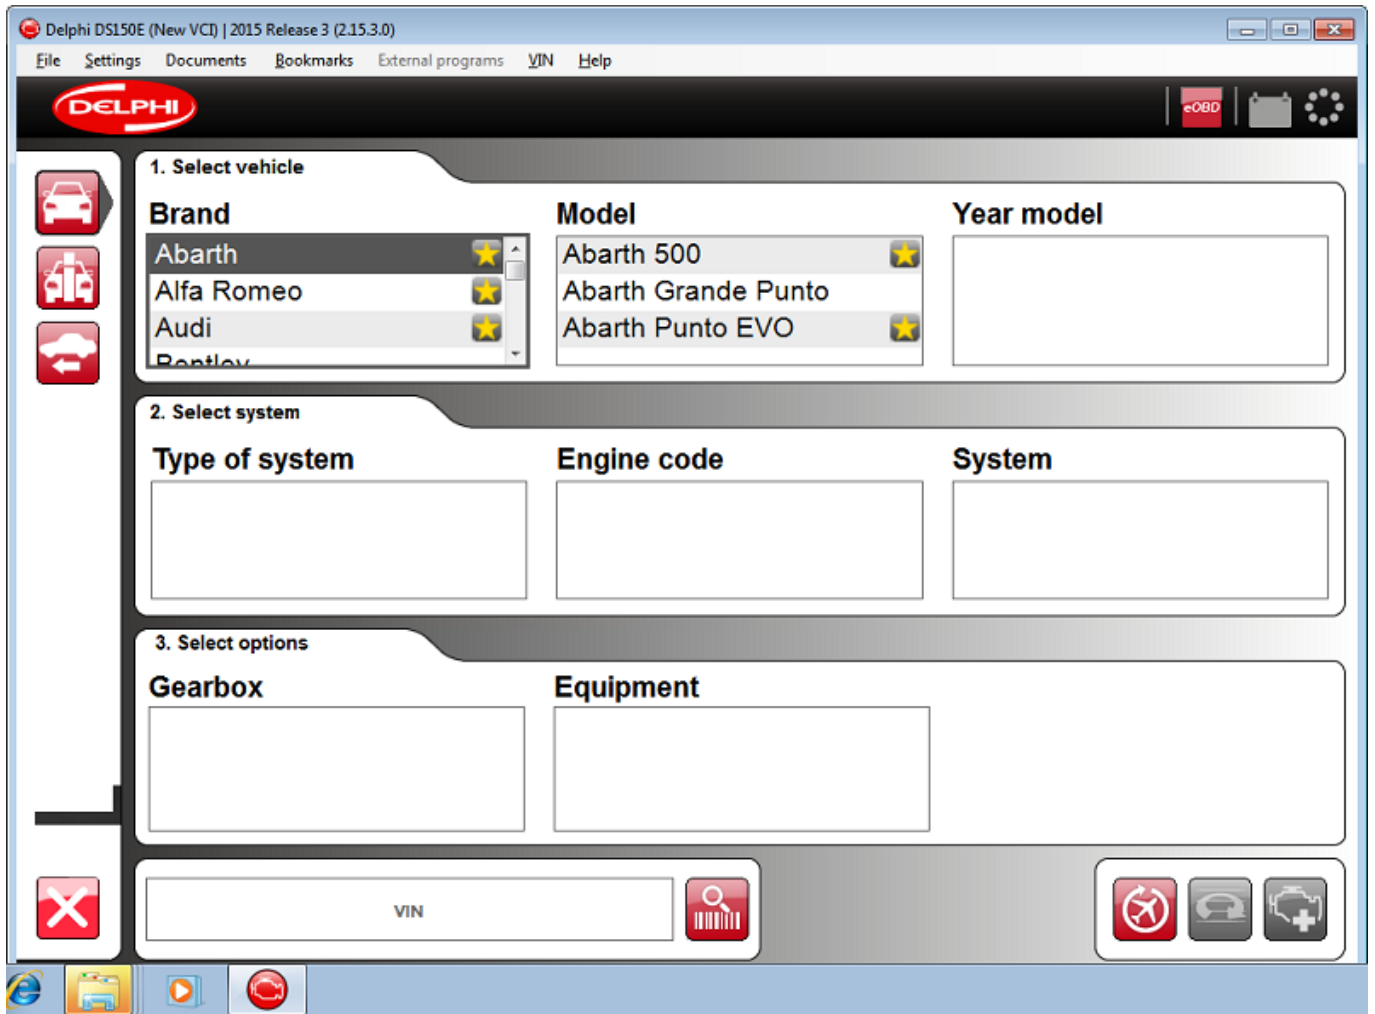 Delphi DS150E (New VCI) | 2015 Release 3 (2.15.3.0)
File Settings Documents Bookmarks External programs VIN Help
DELPHI
eOBD
1. Select vehicle
Brand Model Year model
Abarth Abarth 500
Alfa Romeo Abarth Grande Punto
Audi Abarth Punto EVO
Bentley
2. Select system
Type of system Engine code System
3. Select options
Gearbox Equipment
VIN